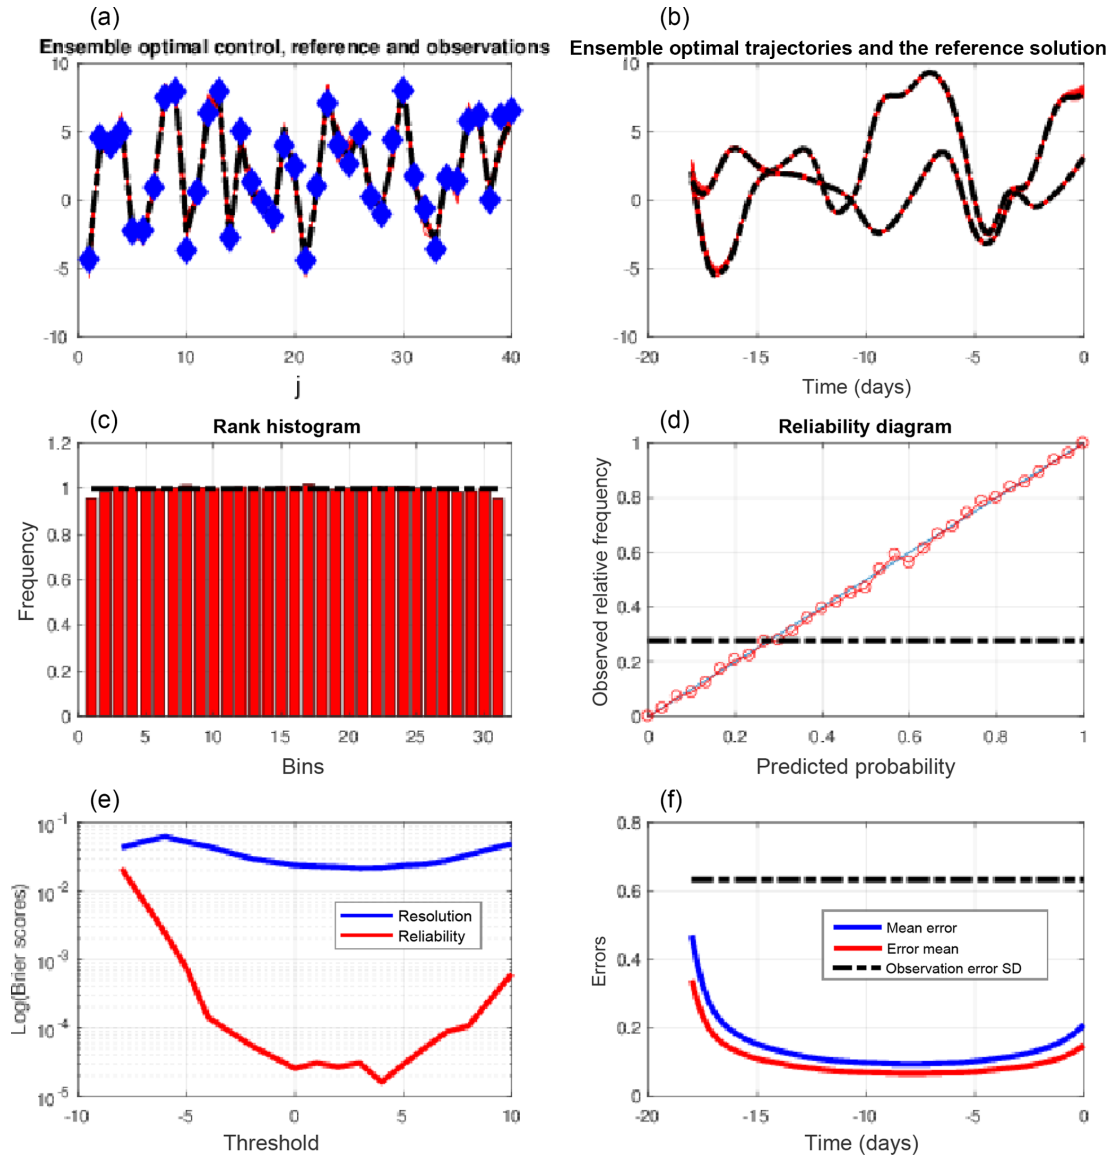 (a)
Ensemble optimal control, reference and observations
10
5
0
-5
-10
0 10 20 30 40
j
(b)
Ensemble optimal trajectories and the reference solution
10
5
0
-5
-10
-20 -15 -10 -5 0
Time (days)
(c)
Rank histogram
1.2
1
0.8
0.6
0.4
0.2
0
Frequency
5 10 15 20 25 30
Bins
(d)
Reliability diagram
1
0.8
0.6
0.4
0.2
0
Observed relative frequency
0 0.2 0.4 0.6 0.8 1
Predicted probability
(e)
10^-1
10^-2
10^-3
10^-4
10^-5
Log(Brier scores)
Resolution
Reliability
-10 -5 0 5 10
Threshold
(f)
0.8
0.6
0.4
0.2
0
Errors
Mean error
Error mean
Observation error SD
-20 -15 -10 -5 0
Time (days)